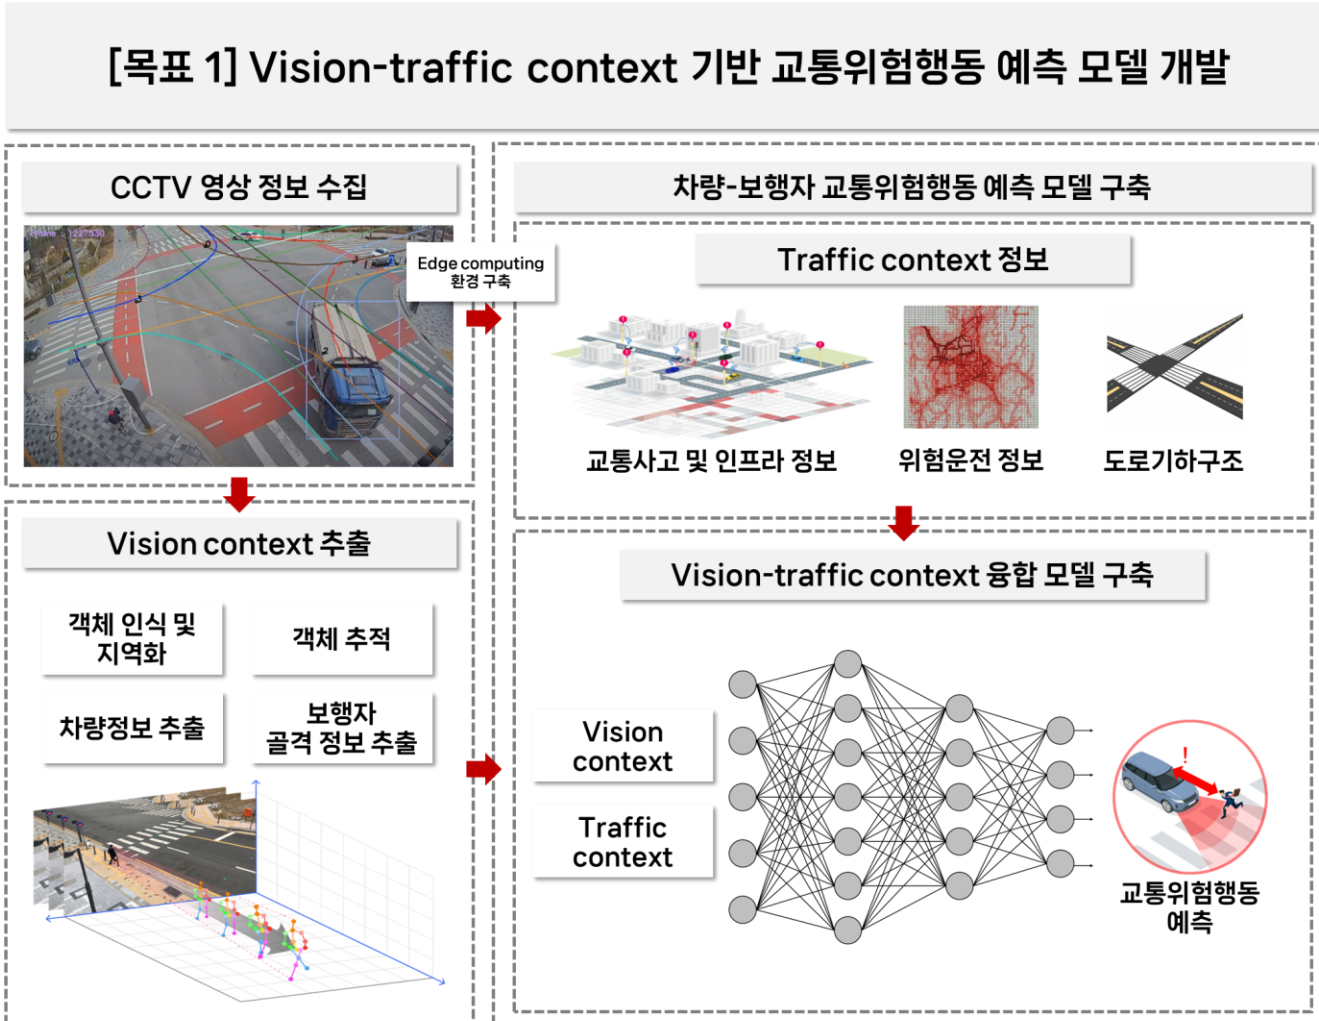 [목표 1] Vision-traffic context 기반 교통위험행동 예측 모델 개발
CCTV 영상 정보 수집
Edge computing
환경 구축
Vision context 추출
객체 인식 및
지역화
객체 추적
차량정보 추출
보행자
골격 정보 추출
차량-보행자 교통위험행동 예측 모델 구축
Traffic context 정보
교통사고 및 인프라 정보
위험운전 정보
도로기하구조
Vision-traffic context 융합 모델 구축
Vision
context
Traffic
context
!
교통위험행동
예측